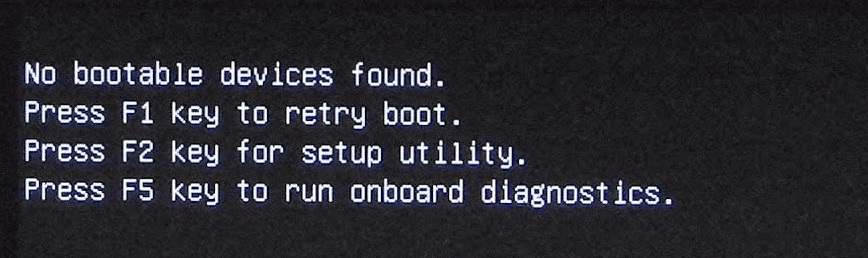 No bootable devices found.
Press F1 key to retry boot.
Press F2 key for setup utility.
Press F5 key to run onboard diagnostics.